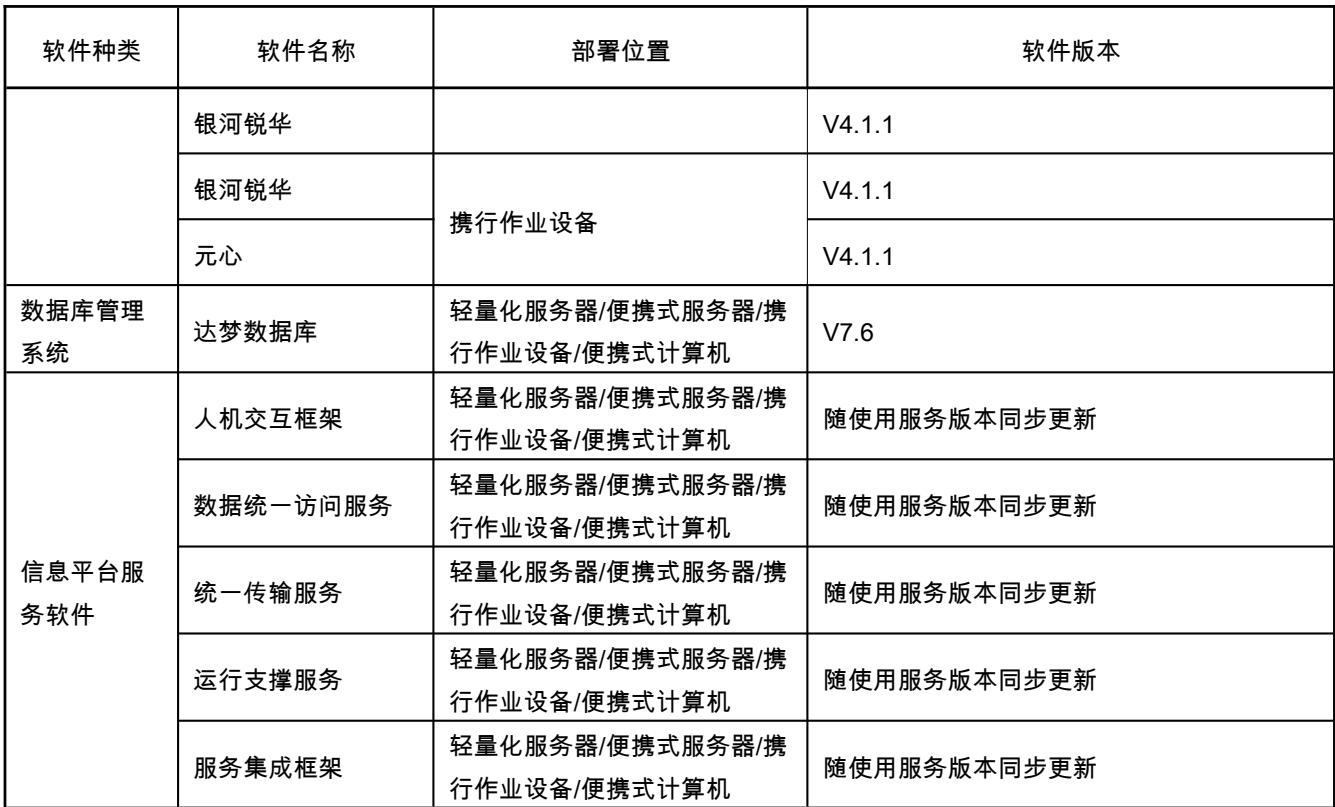 软件种类 软件名称 部署位置 软件版本
银河锐华 V4.1.1
银河锐华 携行作业设备 V4.1.1
元心 V4.1.1
数据库管理
系统 达梦数据库 轻量化服务器/便携式服务器/携
行作业设备/便携式计算机 V7.6
信息平台服
务软件 人机交互框架 轻量化服务器/便携式服务器/携
行作业设备/便携式计算机 随使用服务版本同步更新
数据统一访问服务 轻量化服务器/便携式服务器/携
行作业设备/便携式计算机 随使用服务版本同步更新
统一传输服务 轻量化服务器/便携式服务器/携
行作业设备/便携式计算机 随使用服务版本同步更新
运行支撑服务 轻量化服务器/便携式服务器/携
行作业设备/便携式计算机 随使用服务版本同步更新
服务集成框架 轻量化服务器/便携式服务器/携
行作业设备/便携式计算机 随使用服务版本同步更新